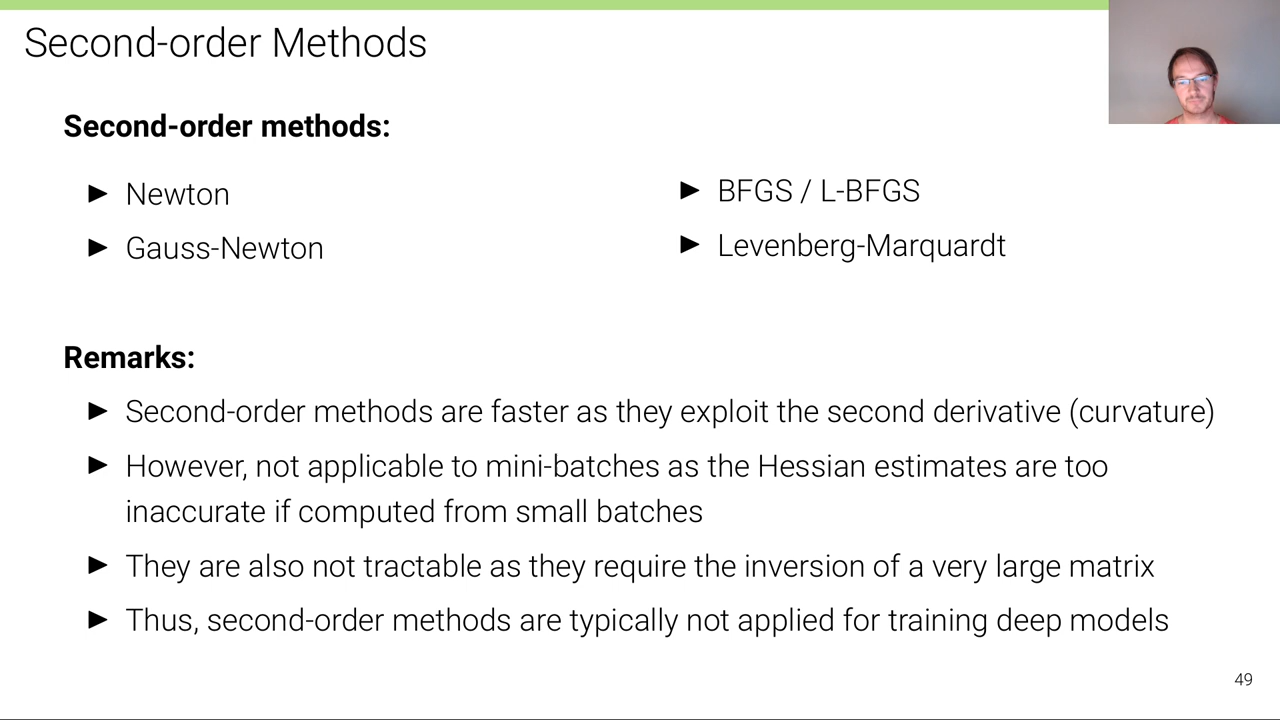 Second-order Methods
Second-order methods:
► Newton
► Gauss-Newton
► BFGS / L-BFGS
► Levenberg-Marquardt
Remarks:
► Second-order methods are faster as they exploit the second derivative (curvature)
► However, not applicable to mini-batches as the Hessian estimates are too
inaccurate if computed from small batches
► They are also not tractable as they require the inversion of a very large matrix
► Thus, second-order methods are typically not applied for training deep models
49